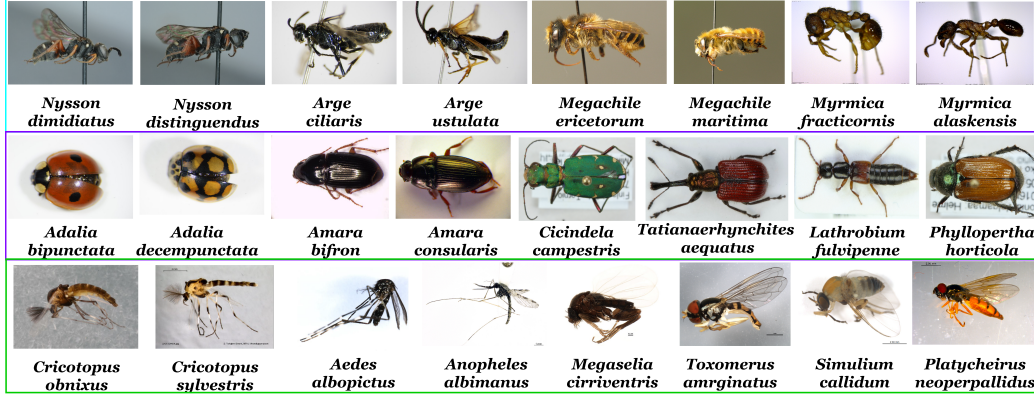 Nysson dimidiatus
Nysson distinguendus
Arge ciliaris
Arge ustulata
Megachile ericetorum
Megachile maritima
Myrmica fracticornis
Myrmica alaskensis
Adalia bipunctata
Adalia decempunctata
Amara bifron
Amara consularis
Cicindela campestris
Tatianaerhynchites aequatus
Lathrobium fulvipenne
Phyllopertha horticola
Cricotopus obnixus
Cricotopus sylvestris
Aedes albopictus
Anopheles albimanus
Megaselia cirriventris
Toxomerus amrginatus
Simulium callidum
Platycheirus neoperpallidus